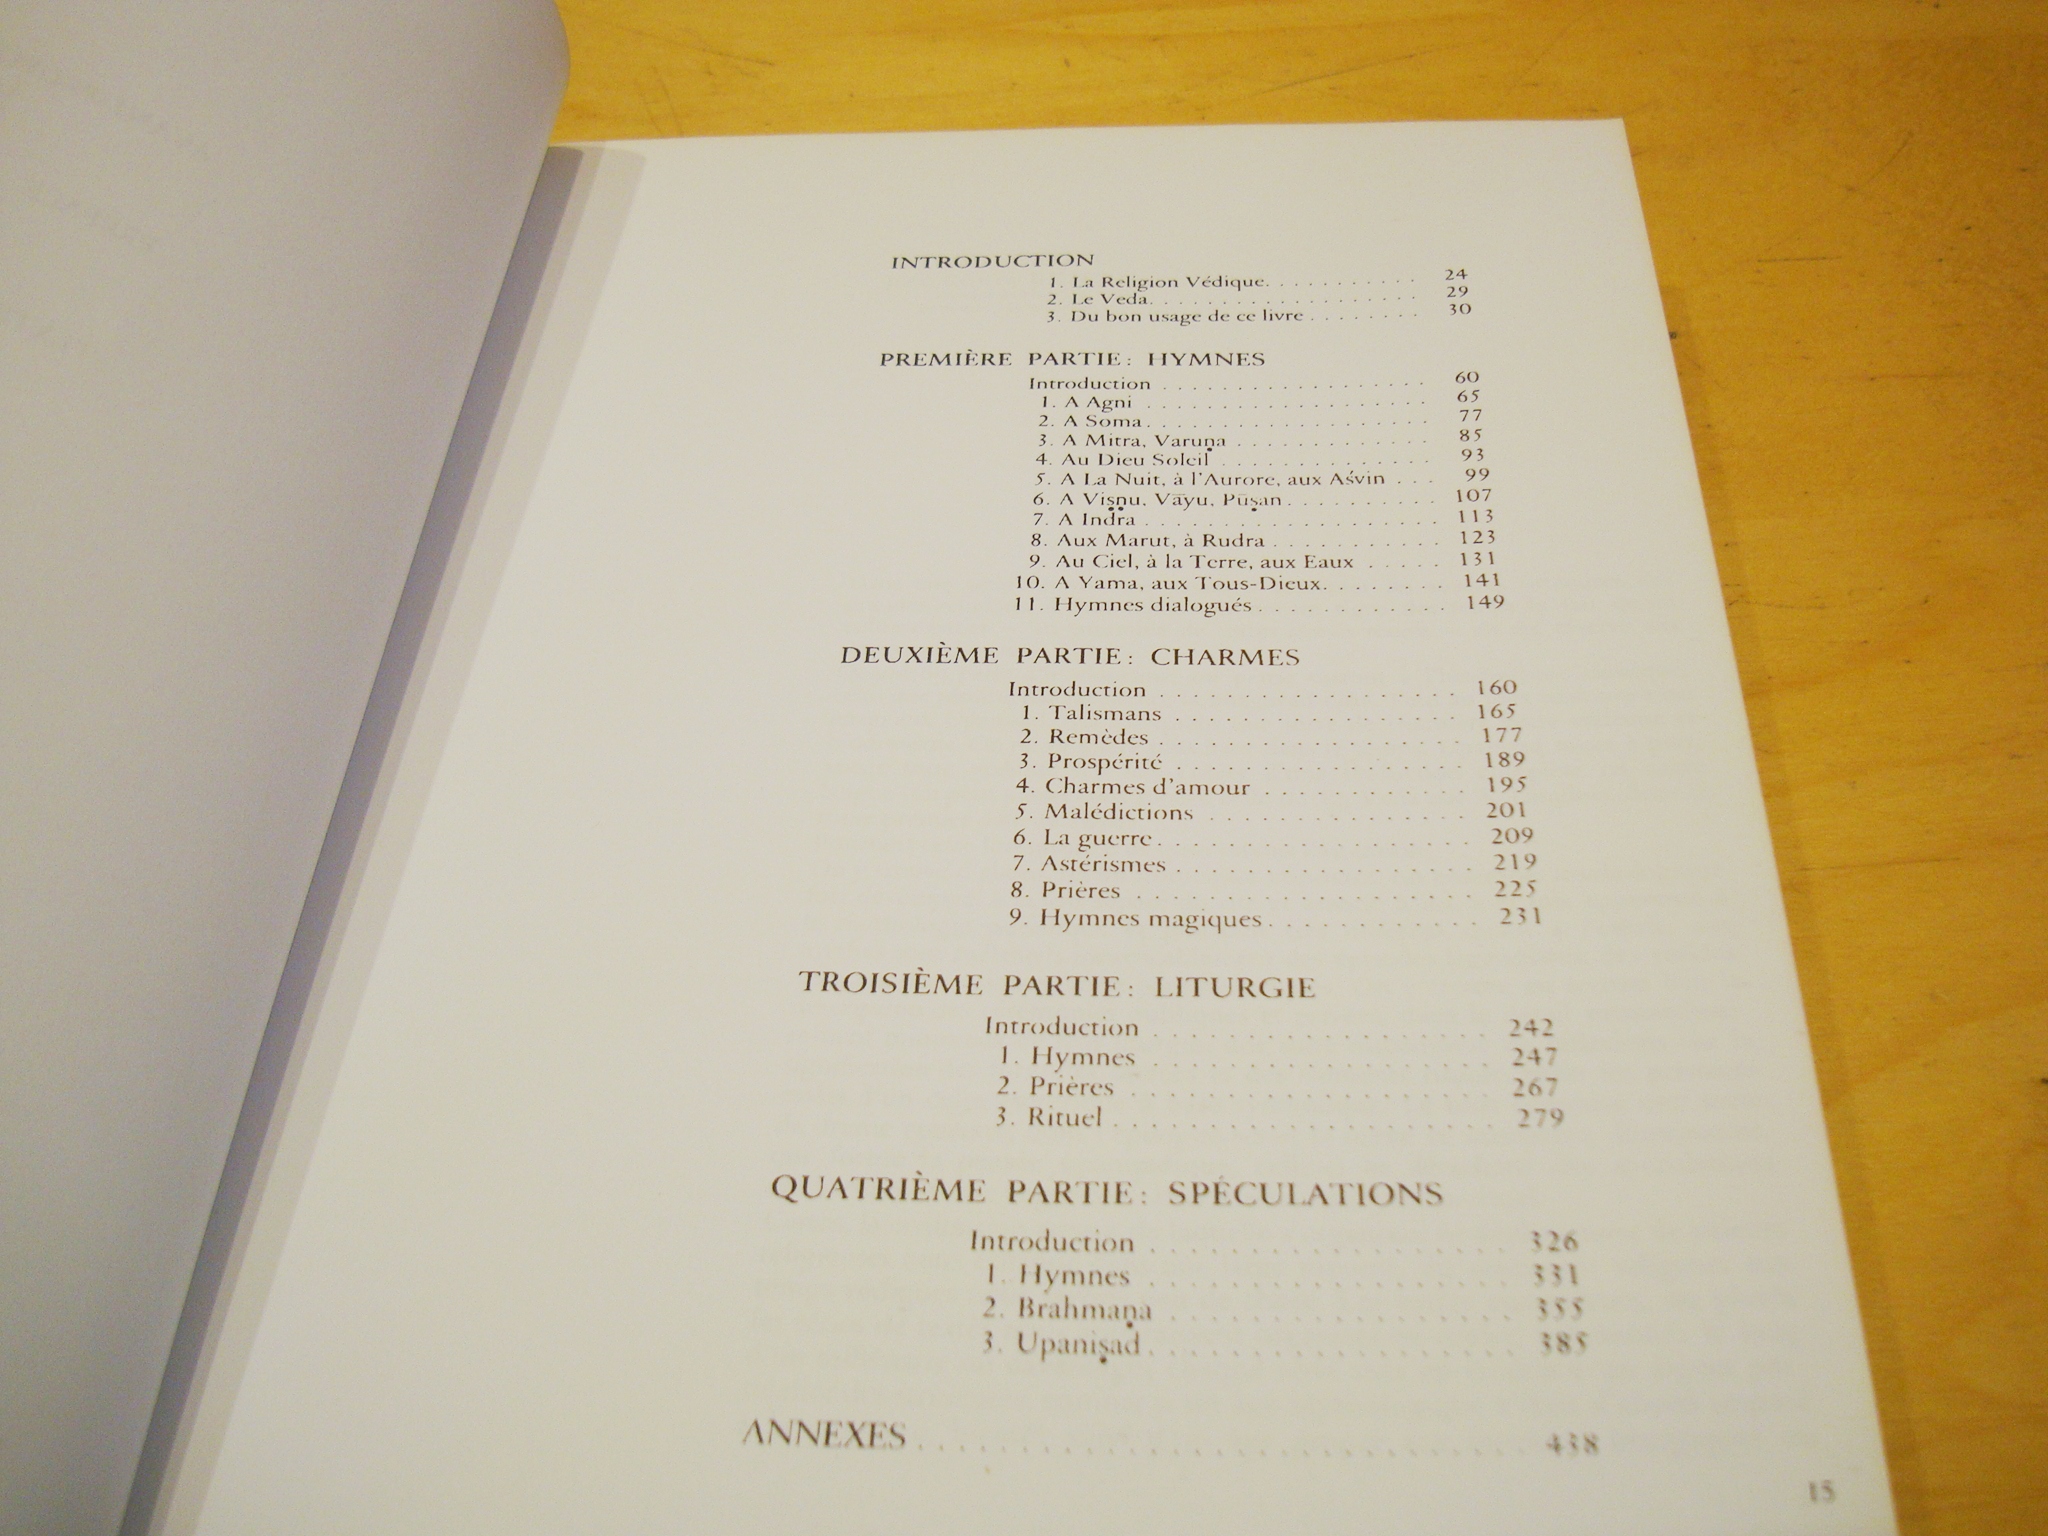 INTRODUCTION
1. La Religion Védique. . . . . . . . . . . 24
2. Le Veda. . . . . . . . . . . . . . . . . . . 29
3. Du bon usage de ce livre . . . . . . . . 30
PREMIÈRE PARTIE: HYMNES
Introduction . . . . . . . . . . . . . . . . . . 60
1. A Agni . . . . . . . . . . . . . . . . . . . 65
2. A Soma. . . . . . . . . . . . . . . . . . . 77
3. A Mitra, Varuṇa . . . . . . . . . . . . . 85
4. Au Dieu Soleil . . . . . . . . . . . . . . 93
5. A La Nuit, à l'Aurore, aux Aśvin . . . 99
6. A Viṣṇu, Vāyu, Pūṣan. . . . . . . . . . 107
7. A Indra . . . . . . . . . . . . . . . . . . . 113
8. Aux Marut, à Rudra . . . . . . . . . . . 123
9. Au Ciel, à la Terre, aux Eaux . . . . . 131
10. A Yama, aux Tous-Dieux. . . . . . . . 141
11. Hymnes dialogués . . . . . . . . . . . . 149
DEUXIÈME PARTIE: CHARMES
Introduction . . . . . . . . . . . . . . . . . . 160
1. Talismans . . . . . . . . . . . . . . . . . 165
2. Remèdes . . . . . . . . . . . . . . . . . . 177
3. Prospérité . . . . . . . . . . . . . . . . . 189
4. Charmes d'amour . . . . . . . . . . . . 195
5. Malédictions . . . . . . . . . . . . . . . 201
6. La guerre. . . . . . . . . . . . . . . . . . 209
7. Astérismes . . . . . . . . . . . . . . . . . 219
8. Prières . . . . . . . . . . . . . . . . . . . 225
9. Hymnes magiques. . . . . . . . . . . . 231
TROISIÈME PARTIE: LITURGIE
Introduction . . . . . . . . . . . . . . . . . . 242
1. Hymnes . . . . . . . . . . . . . . . . . . 247
2. Prières . . . . . . . . . . . . . . . . . . . 267
3. Rituel . . . . . . . . . . . . . . . . . . . . 279
QUATRIÈME PARTIE: SPÉCULATIONS
Introduction . . . . . . . . . . . . . . . . . . 326
1. Hymnes . . . . . . . . . . . . . . . . . . 331
2. Brahmaṇa . . . . . . . . . . . . . . . . . 355
3. Upaniṣad. . . . . . . . . . . . . . . . . . 385
ANNEXES . . . . . . . . . . . . . . . . . . . . . 438
15